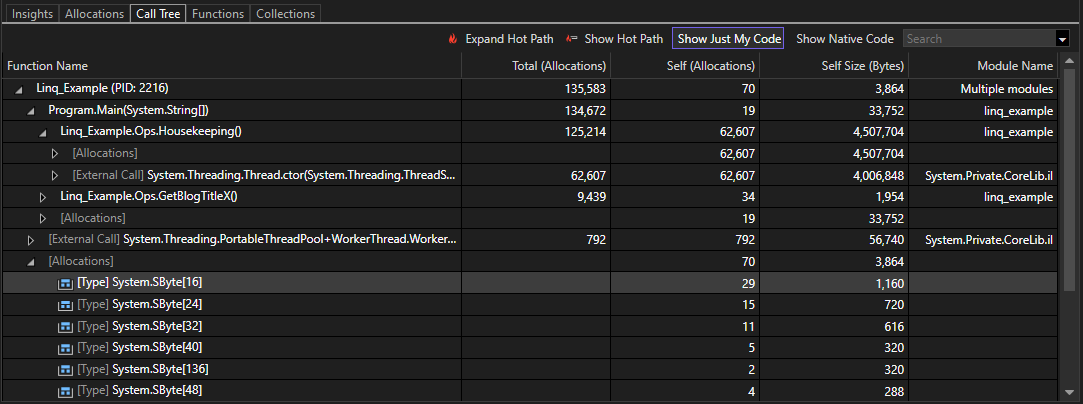 Insights Allocations Call Tree Functions Collections
Expand Hot Path Show Hot Path Show Just My Code Show Native Code Search
Function Name Total (Allocations) Self (Allocations) Self Size (Bytes) Module Name
Linq_Example (PID: 2216) 135,583 70 3,864 Multiple modules
Program.Main(System.String[]) 134,672 19 33,752 linq_example
Linq_Example.Ops.Housekeeping() 125,214 62,607 4,507,704 linq_example
[Allocations] 62,607 4,507,704
[External Call] System.Threading.Thread.ctor(System.Threading.ThreadS... 62,607 62,607 4,006,848 System.Private.CoreLib.il
Linq_Example.Ops.GetBlogTitleX() 9,439 34 1,954 linq_example
[Allocations] 19 33,752
[External Call] System.Threading.PortableThreadPool+WorkerThread.Worker... 792 792 56,740 System.Private.CoreLib.il
[Allocations] 70 3,864
[Type] System.SByte[16] 29 1,160
[Type] System.SByte[24] 15 720
[Type] System.SByte[32] 11 616
[Type] System.SByte[40] 5 320
[Type] System.SByte[136] 2 320
[Type] System.SByte[48] 4 288